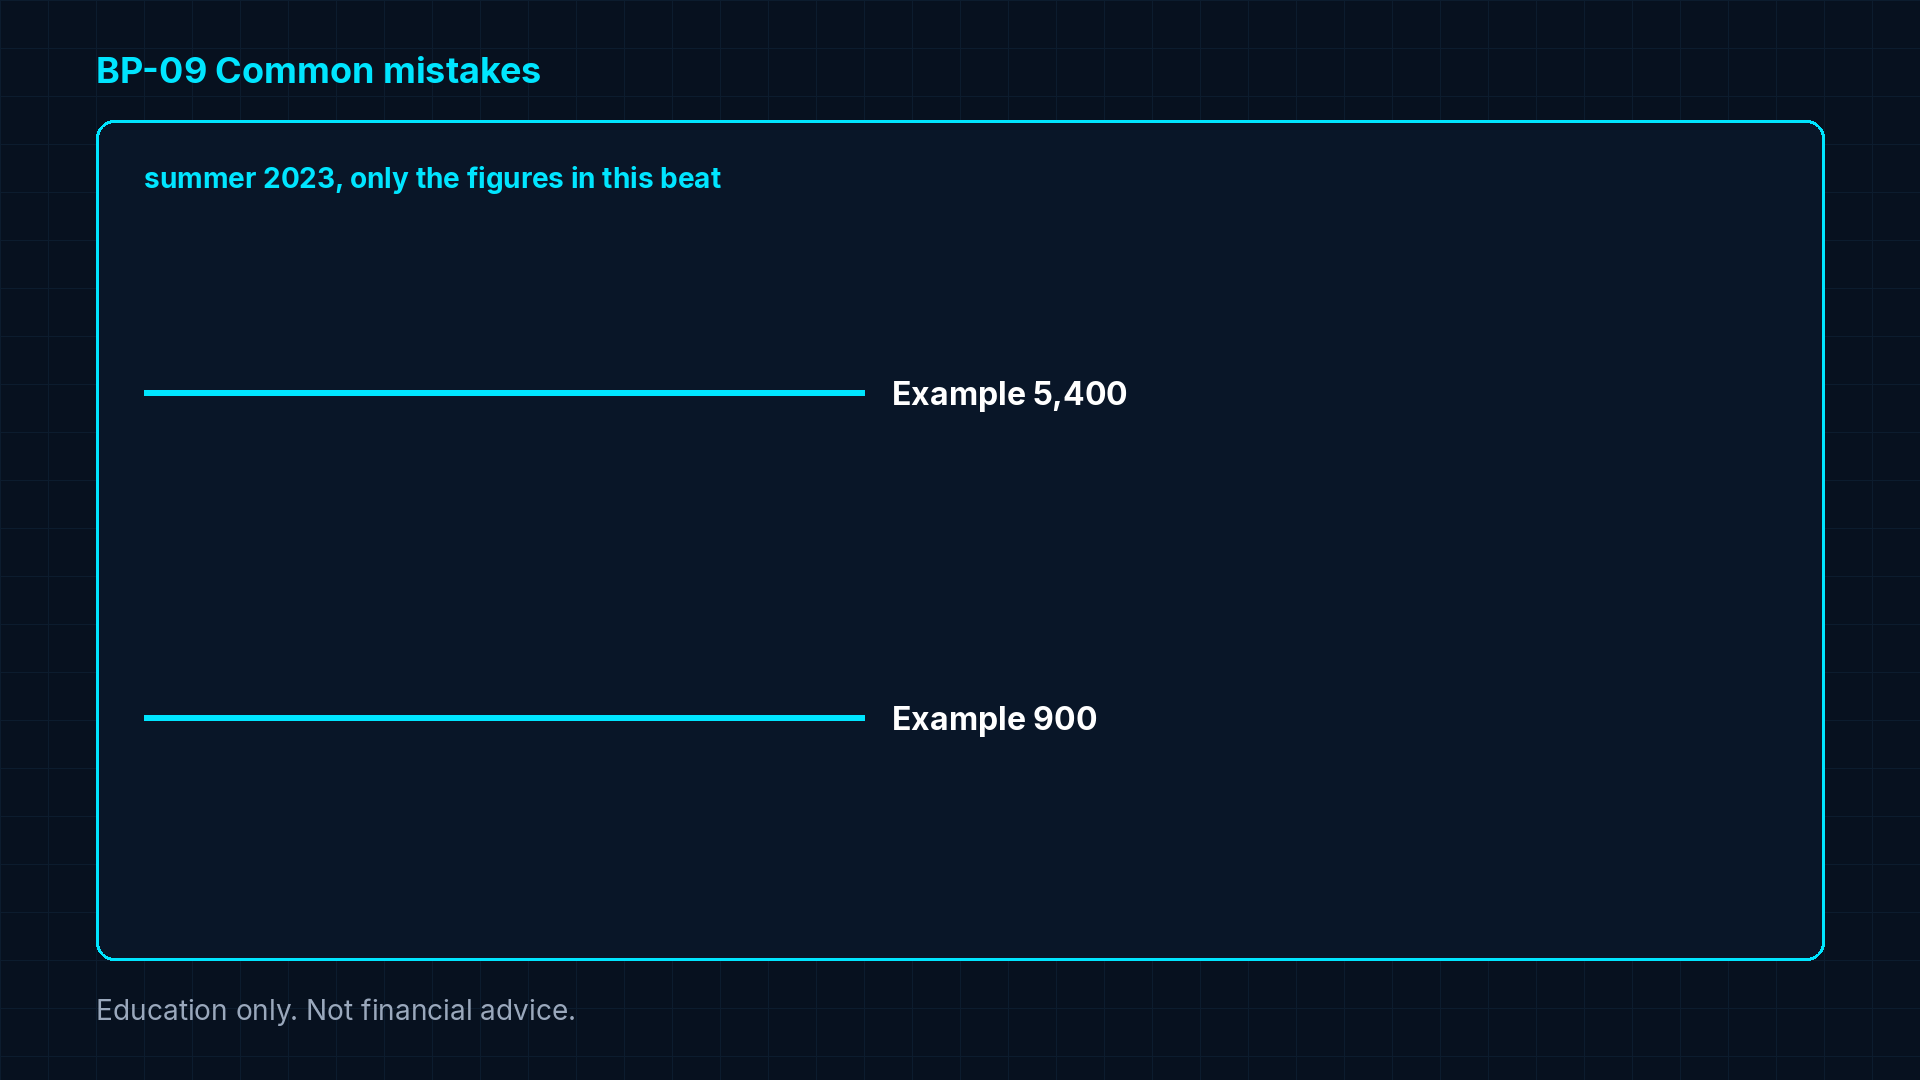 BP-09 Common mistakes
summer 2023, only the figures in this beat
Example 5,400
Example 900
Education only. Not financial advice.